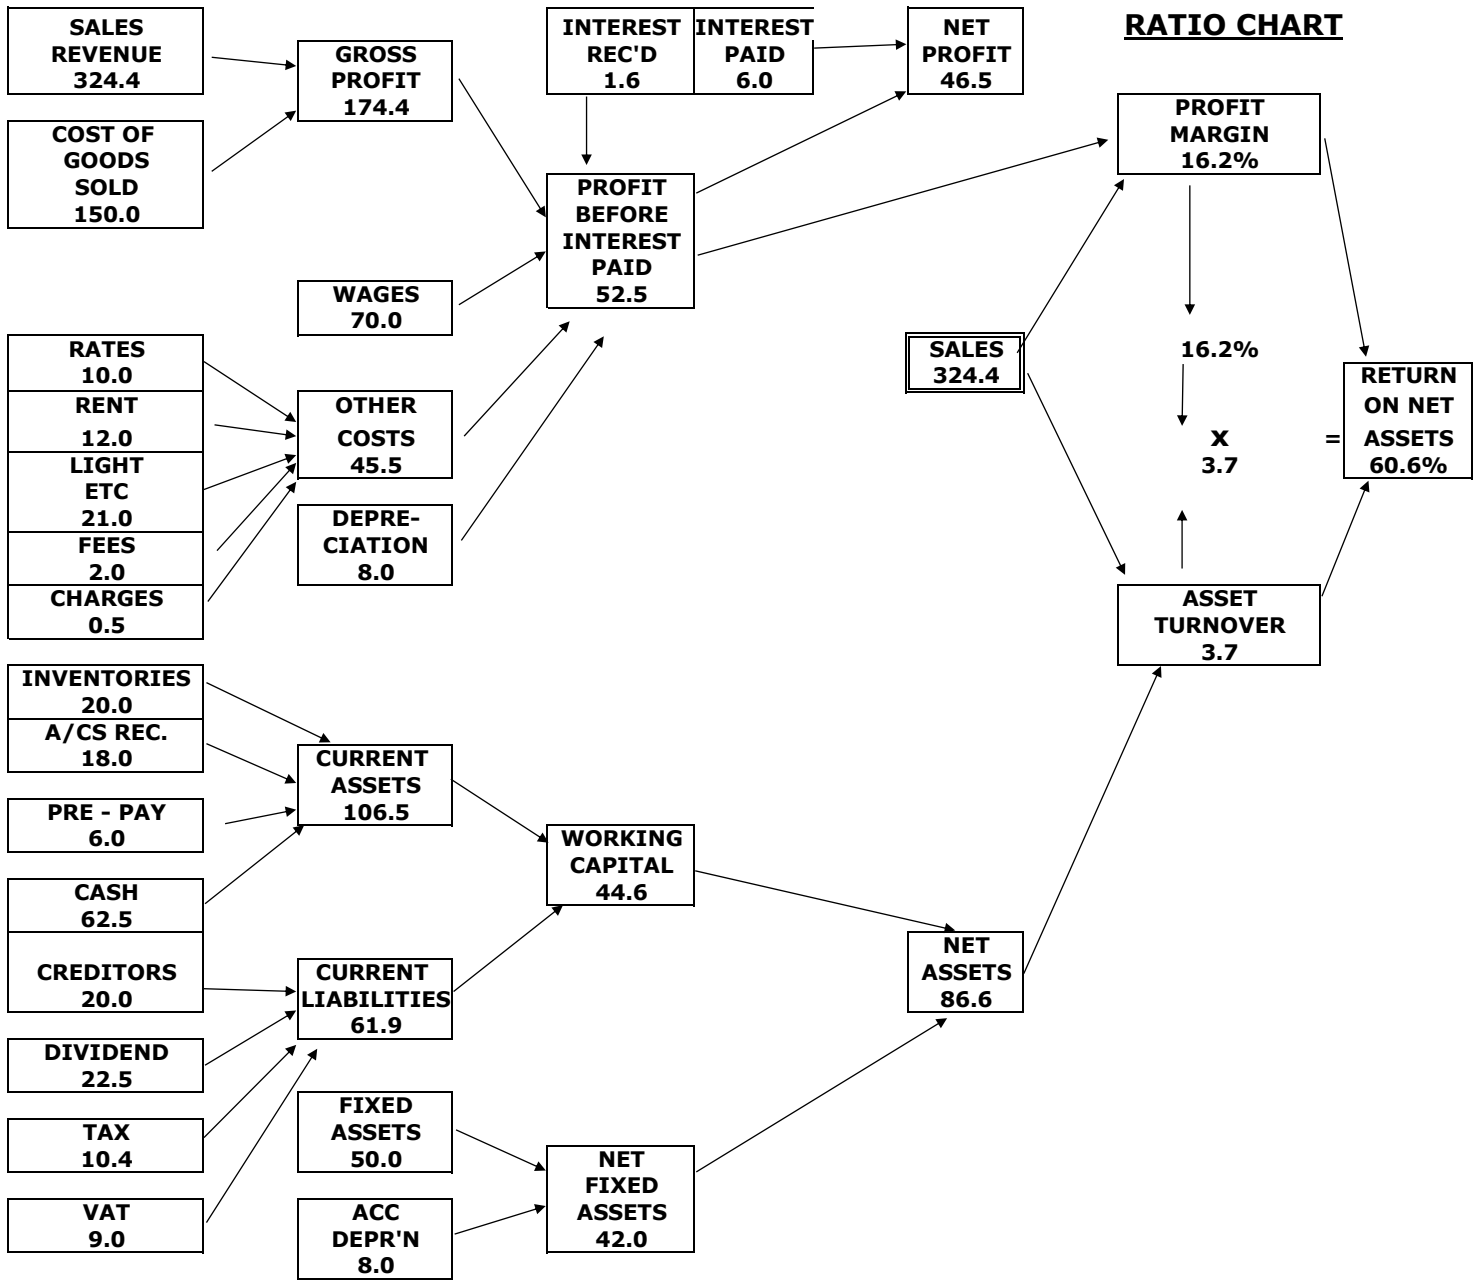 RATIO CHART
SALES
REVENUE
324.4
COST OF
GOODS
SOLD
150.0
GROSS
PROFIT
174.4
INTEREST
REC'D
1.6
INTEREST
PAID
6.0
NET
PROFIT
46.5
PROFIT
MARGIN
16.2%
PROFIT
BEFORE
INTEREST
PAID
52.5
WAGES
70.0
RATES
10.0
RENT
12.0
LIGHT
ETC
21.0
FEES
2.0
CHARGES
0.5
OTHER
COSTS
45.5
DEPRE-
CIATION
8.0
SALES
324.4
16.2%
X
3.7
=
RETURN
ON NET
ASSETS
60.6%
ASSET
TURNOVER
3.7
INVENTORIES
20.0
A/CS REC.
18.0
PRE - PAY
6.0
CASH
62.5
CURRENT
ASSETS
106.5
WORKING
CAPITAL
44.6
CREDITORS
20.0
DIVIDEND
22.5
TAX
10.4
VAT
9.0
CURRENT
LIABILITIES
61.9
NET
ASSETS
86.6
FIXED
ASSETS
50.0
ACC
DEPR'N
8.0
NET
FIXED
ASSETS
42.0